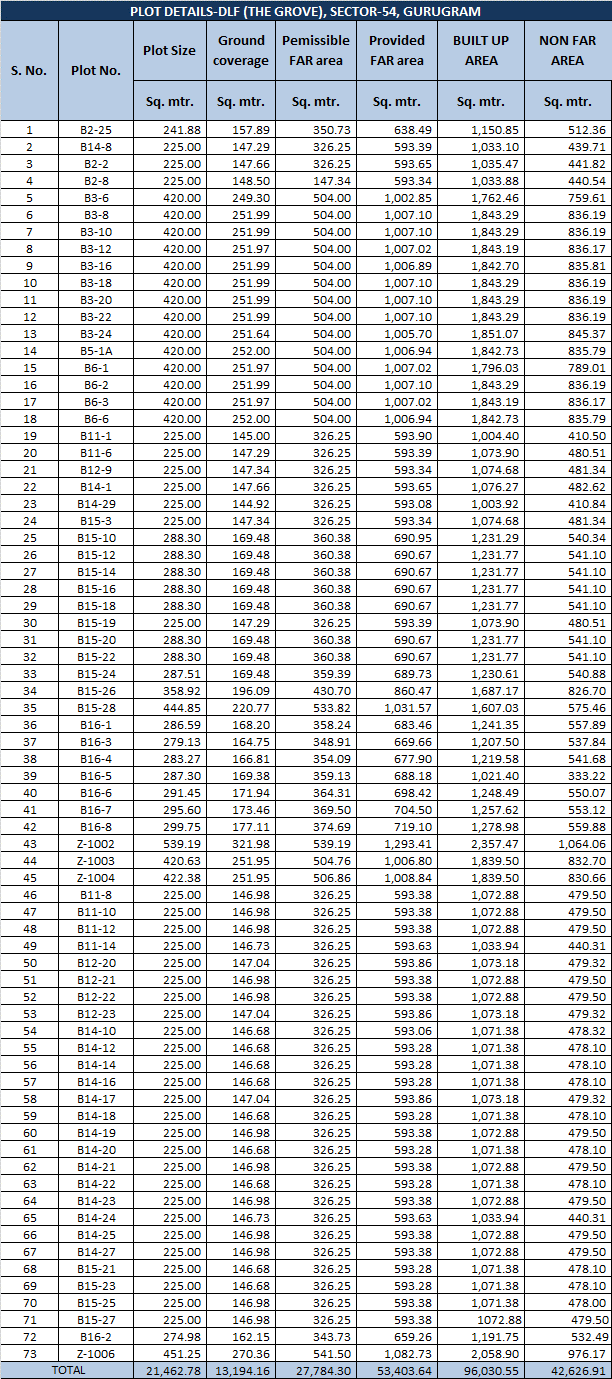 PLOT DETAILS-DLF (THE GROVE), SECTOR-54, GURUGRAM
S. No. Plot No. Plot Size Ground coverage Pemissible FAR area Provided FAR area BUILT UP AREA NON FAR AREA
Sq. mtr. Sq. mtr. Sq. mtr. Sq. mtr. Sq. mtr. Sq. mtr.
1 B2-25 241.88 157.89 350.73 638.49 1,150.85 512.36
2 B14-8 225.00 147.29 326.25 593.39 1,033.10 439.71
3 B2-2 225.00 147.66 326.25 593.65 1,035.47 441.82
4 B2-8 225.00 148.50 147.34 593.34 1,033.88 440.54
5 B3-6 420.00 249.30 504.00 1,002.85 1,762.46 759.61
6 B3-8 420.00 251.99 504.00 1,007.10 1,843.29 836.19
7 B3-10 420.00 251.99 504.00 1,007.10 1,843.29 836.19
8 B3-12 420.00 251.97 504.00 1,007.02 1,843.19 836.17
9 B3-16 420.00 251.99 504.00 1,006.89 1,842.70 835.81
10 B3-18 420.00 251.99 504.00 1,007.10 1,843.29 836.19
11 B3-20 420.00 251.99 504.00 1,007.10 1,843.29 836.19
12 B3-22 420.00 251.99 504.00 1,007.10 1,843.29 836.19
13 B3-24 420.00 251.64 504.00 1,005.70 1,851.07 845.37
14 B5-1A 420.00 252.00 504.00 1,006.94 1,842.73 835.79
15 B6-1 420.00 251.97 504.00 1,007.02 1,796.03 789.01
16 B6-2 420.00 251.99 504.00 1,007.10 1,843.29 836.19
17 B6-3 420.00 251.97 504.00 1,007.02 1,843.19 836.17
18 B6-6 420.00 252.00 504.00 1,006.94 1,842.73 835.79
19 B11-1 225.00 145.00 326.25 593.90 1,004.40 410.50
20 B11-6 225.00 147.29 326.25 593.39 1,073.90 480.51
21 B12-9 225.00 147.34 326.25 593.34 1,074.68 481.34
22 B14-1 225.00 147.66 326.25 593.65 1,076.27 482.62
23 B14-29 225.00 144.92 326.25 593.08 1,003.92 410.84
24 B15-3 225.00 147.34 326.25 593.34 1,074.68 481.34
25 B15-10 288.30 169.48 360.38 690.95 1,231.29 540.34
26 B15-12 288.30 169.48 360.38 690.67 1,231.77 541.10
27 B15-14 288.30 169.48 360.38 690.67 1,231.77 541.10
28 B15-16 288.30 169.48 360.38 690.67 1,231.77 541.10
29 B15-18 288.30 169.48 360.38 690.67 1,231.77 541.10
30 B15-19 225.00 147.29 326.25 593.39 1,073.90 480.51
31 B15-20 288.30 169.48 360.38 690.67 1,231.77 541.10
32 B15-22 288.30 169.48 360.38 690.67 1,231.77 541.10
33 B15-24 287.51 169.48 359.39 689.73 1,230.61 540.88
34 B15-26 358.92 196.09 430.70 860.47 1,687.17 826.70
35 B15-28 444.85 220.77 533.82 1,031.57 1,607.03 575.46
36 B16-1 286.59 168.20 358.24 683.46 1,241.35 557.89
37 B16-3 279.13 164.75 348.91 669.66 1,207.50 537.84
38 B16-4 283.27 166.81 354.09 677.90 1,219.58 541.68
39 B16-5 287.30 169.38 359.13 688.18 1,021.40 333.22
40 B16-6 291.45 171.94 364.31 698.42 1,248.49 550.07
41 B16-7 295.60 173.46 369.50 704.50 1,257.62 553.12
42 B16-8 299.75 177.11 374.69 719.10 1,278.98 559.88
43 Z-1002 539.19 321.98 539.19 1,293.41 2,357.47 1,064.06
44 Z-1003 420.63 251.95 504.76 1,006.80 1,839.50 832.70
45 Z-1004 422.38 251.95 506.86 1,008.84 1,839.50 830.66
46 B11-8 225.00 146.98 326.25 593.38 1,072.88 479.50
47 B11-10 225.00 146.98 326.25 593.38 1,072.88 479.50
48 B11-12 225.00 146.98 326.25 593.38 1,072.88 479.50
49 B11-14 225.00 146.73 326.25 593.63 1,033.94 440.31
50 B12-20 225.00 147.04 326.25 593.86 1,073.18 479.32
51 B12-21 225.00 146.98 326.25 593.38 1,072.88 479.50
52 B12-22 225.00 146.98 326.25 593.38 1,072.88 479.50
53 B12-23 225.00 147.04 326.25 593.86 1,073.18 479.32
54 B14-10 225.00 146.68 326.25 593.06 1,071.38 478.32
55 B14-12 225.00 146.68 326.25 593.28 1,071.38 478.10
56 B14-14 225.00 146.68 326.25 593.28 1,071.38 478.10
57 B14-16 225.00 146.68 326.25 593.28 1,071.38 478.10
58 B14-17 225.00 147.04 326.25 593.86 1,073.18 479.32
59 B14-18 225.00 146.68 326.25 593.28 1,071.38 478.10
60 B14-19 225.00 146.98 326.25 593.38 1,072.88 479.50
61 B14-20 225.00 146.68 326.25 593.28 1,071.38 478.10
62 B14-21 225.00 146.98 326.25 593.38 1,072.88 479.50
63 B14-22 225.00 146.68 326.25 593.28 1,071.38 478.10
64 B14-23 225.00 146.98 326.25 593.38 1,072.88 479.50
65 B14-24 225.00 146.73 326.25 593.63 1,033.94 440.31
66 B14-25 225.00 146.98 326.25 593.38 1,072.88 479.50
67 B14-27 225.00 146.98 326.25 593.38 1,072.88 479.50
68 B15-21 225.00 146.68 326.25 593.28 1,071.38 478.10
69 B15-23 225.00 146.68 326.25 593.28 1,071.38 478.10
70 B15-25 225.00 146.98 326.25 593.38 1,071.38 478.00
71 B15-27 225.00 146.98 326.25 593.38 1072.88 479.50
72 B16-2 274.98 162.15 343.73 659.26 1,191.75 532.49
73 Z-1006 451.25 270.36 541.50 1,082.73 2,058.90 976.17
TOTAL 21,462.78 13,194.16 27,784.30 53,403.64 96,030.55 42,626.91